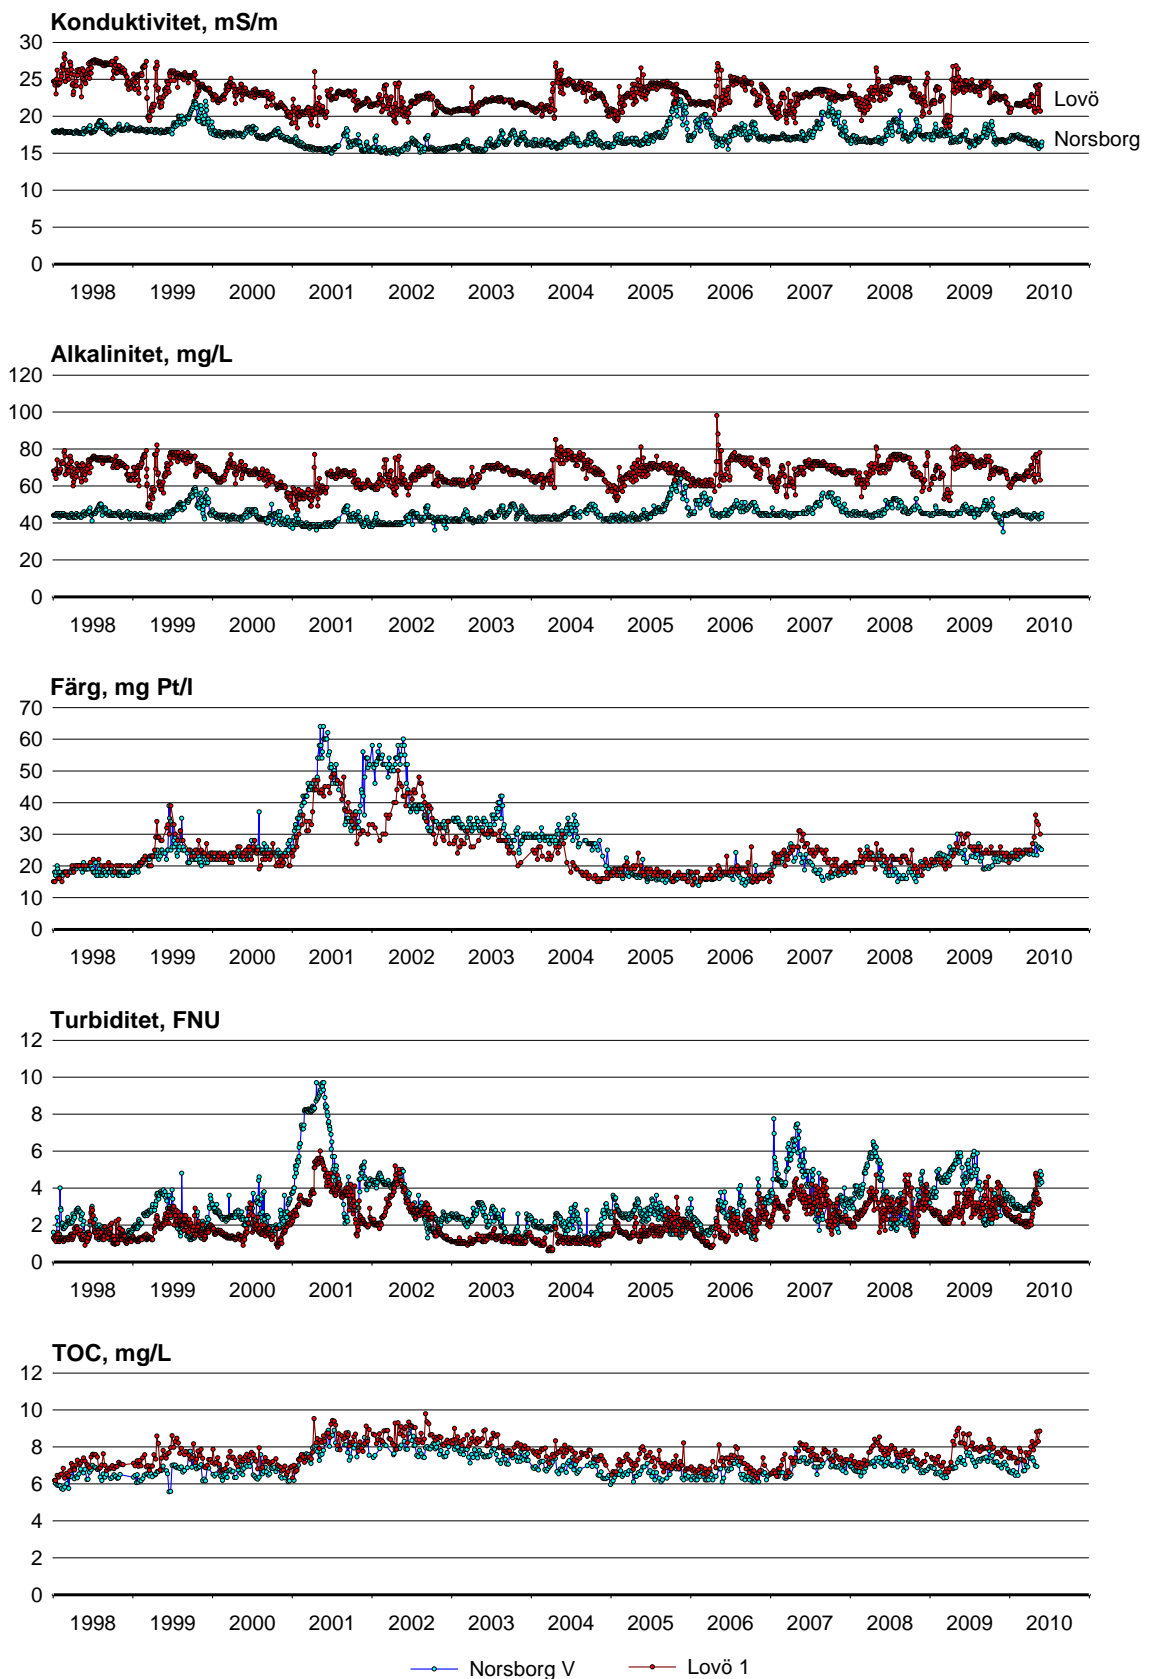 Konduktivitet, mS/m
30
25
20
15
10
5
0
Lovö
Norsborg
1998 1999 2000 2001 2002 2003 2004 2005 2006 2007 2008 2009 2010
Alkalinitet, mg/L
120
100
80
60
40
20
0
1998 1999 2000 2001 2002 2003 2004 2005 2006 2007 2008 2009 2010
Färg, mg Pt/l
70
60
50
40
30
20
10
0
1998 1999 2000 2001 2002 2003 2004 2005 2006 2007 2008 2009 2010
Turbiditet, FNU
12
10
8
6
4
2
0
1998 1999 2000 2001 2002 2003 2004 2005 2006 2007 2008 2009 2010
TOC, mg/L
12
10
8
6
4
2
0
1998 1999 2000 2001 2002 2003 2004 2005 2006 2007 2008 2009 2010
Norsborg V Lovö 1